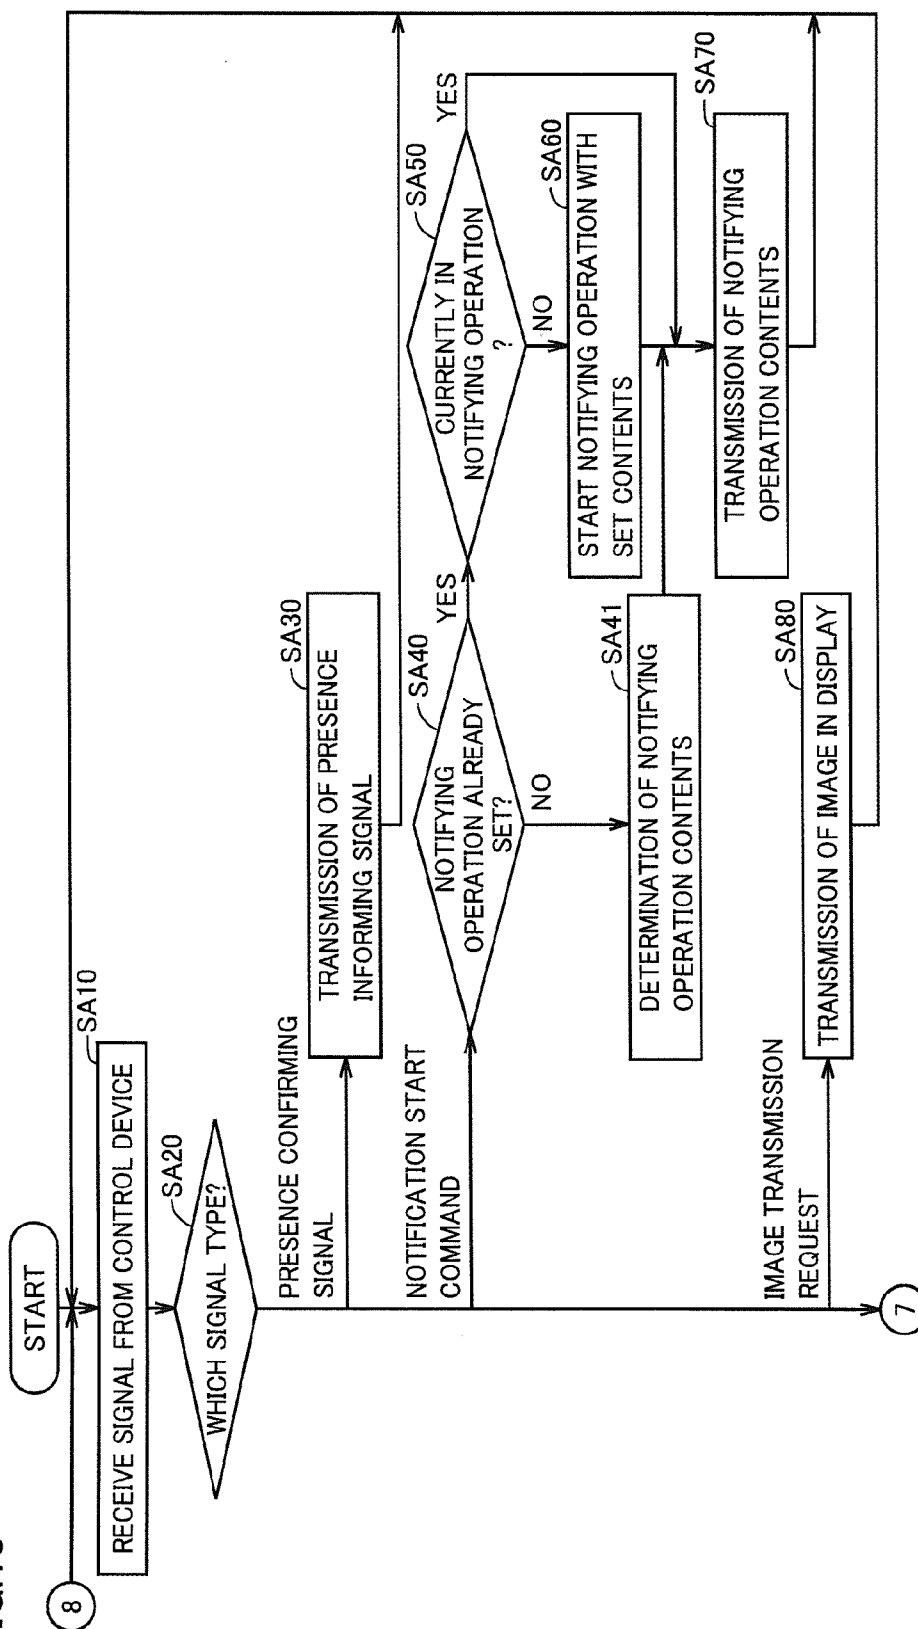 START
8
SA10
RECEIVE SIGNAL FROM CONTROL DEVICE
SA20
WHICH SIGNAL TYPE?
PRESENCE CONFIRMING
SIGNAL
SA30
TRANSMISSION OF PRESENCE
INFORMING SIGNAL
NOTIFICATION START
COMMAND
SA40
NOTIFYING
OPERATION ALREADY
SET?
YES
NO
SA50
CURRENTLY IN
NOTIFYING OPERATION
?
YES
NO
SA60
START NOTIFYING OPERATION WITH
SET CONTENTS
SA41
DETERMINATION OF NOTIFYING
OPERATION CONTENTS
SA70
TRANSMISSION OF NOTIFYING
OPERATION CONTENTS
IMAGE TRANSMISSION
REQUEST
SA80
TRANSMISSION OF IMAGE IN DISPLAY
7